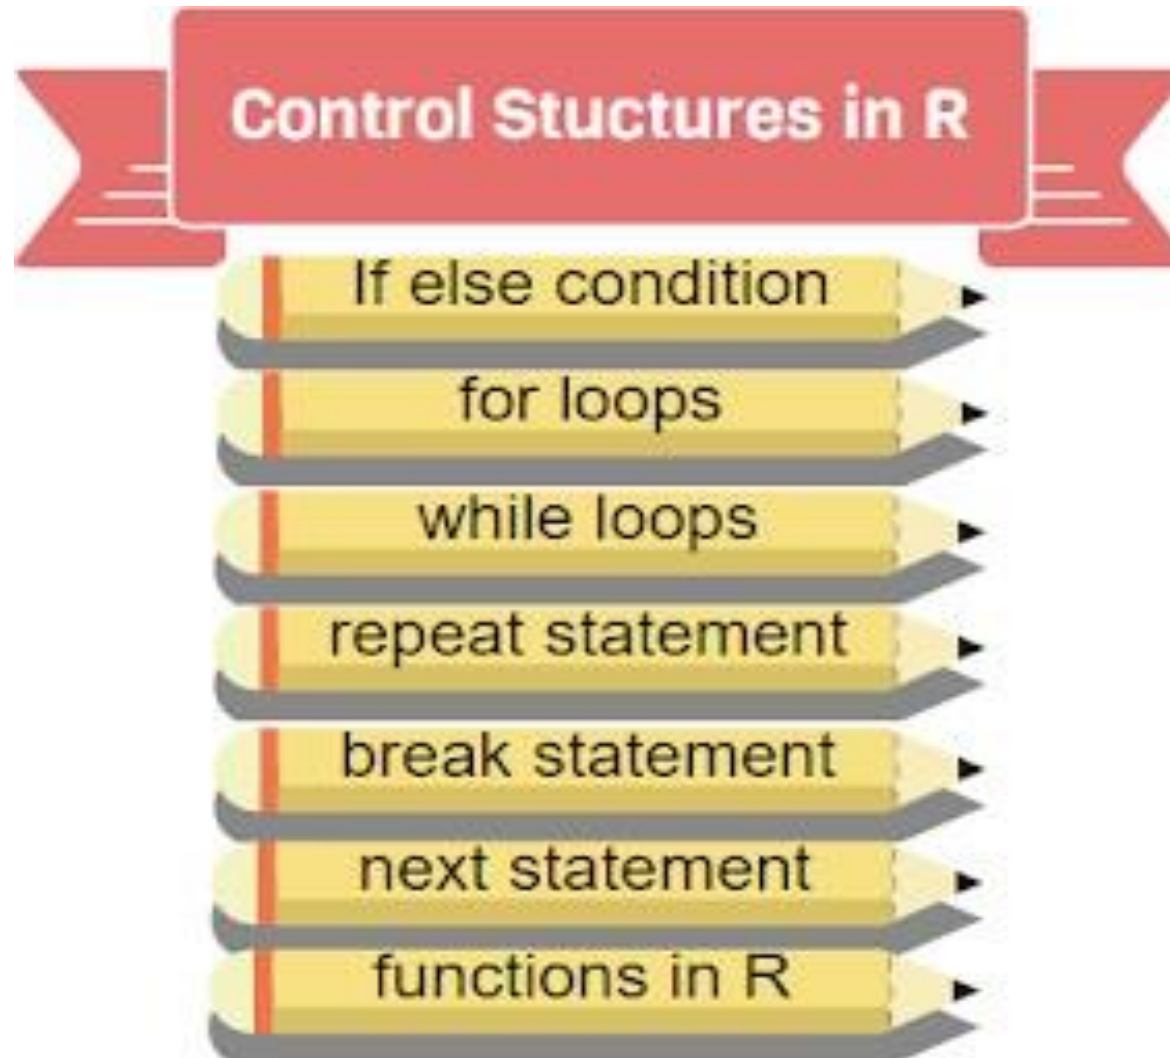 Control Stuctures in R
If else condition
for loops
while loops
repeat statement
break statement
next statement
functions in R